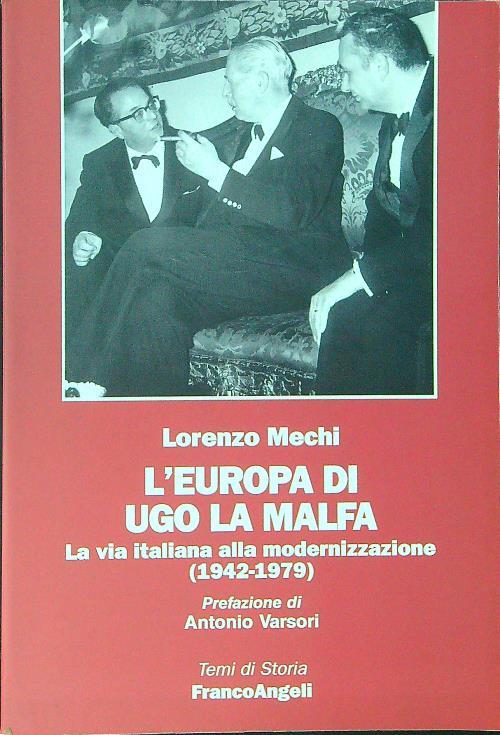 Lorenzo Mechi
L'EUROPA DI
UGO LA MALFA
La via italiana alla modernizzazione
(1942-1979)
Prefazione di
Antonio Varsori
Temi di Storia
FrancoAngeli